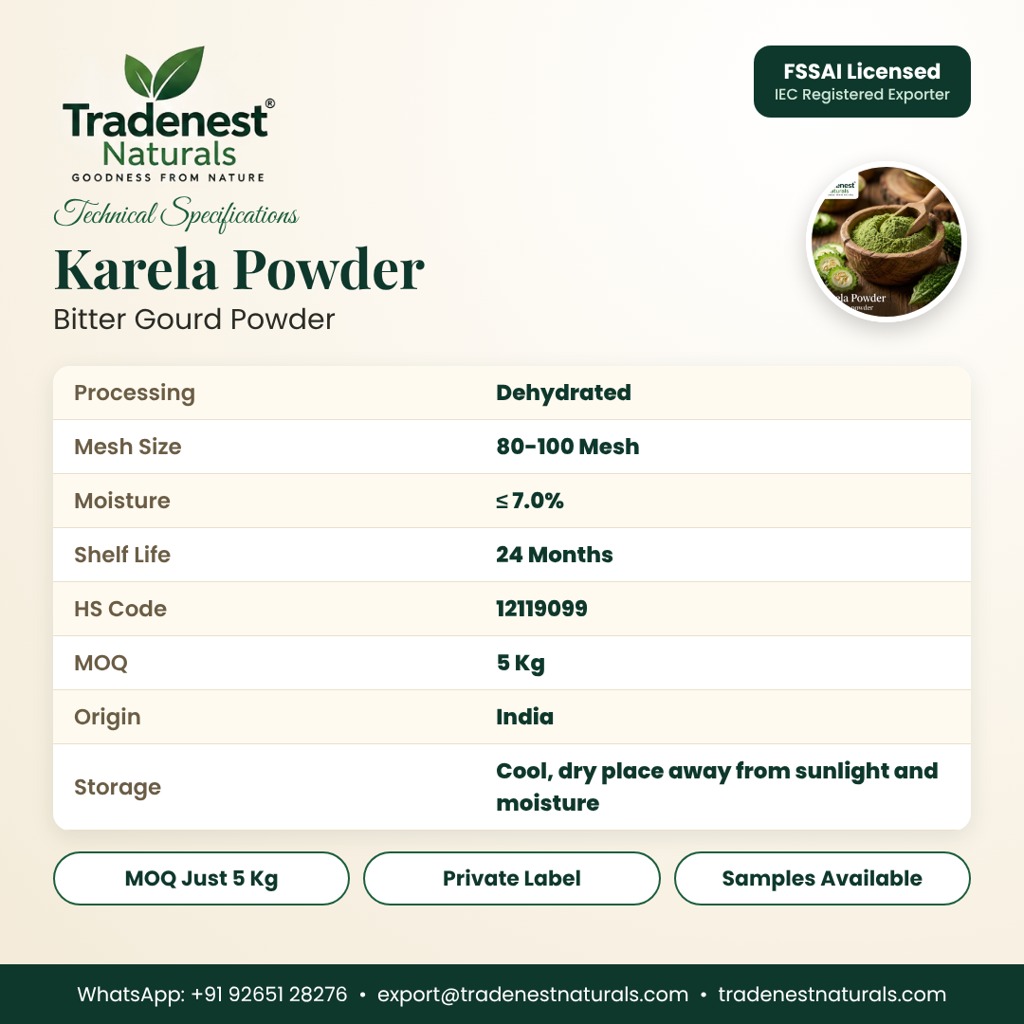 Tradenest®
Naturals
GOODNESS FROM NATURE
FSSAI Licensed
IEC Registered Exporter
Technical Specifications
Karela Powder
Bitter Gourd Powder
Powder
Processing Dehydrated
Mesh Size 80-100 Mesh
Moisture ≤ 7.0%
Shelf Life 24 Months
HS Code 12119099
MOQ 5 Kg
Origin India
Storage Cool, dry place away from sunlight and
moisture
MOQ Just 5 Kg
Private Label
Samples Available
WhatsApp: +91 92651 28276 • export@tradenestnaturals.com • tradenestnaturals.com